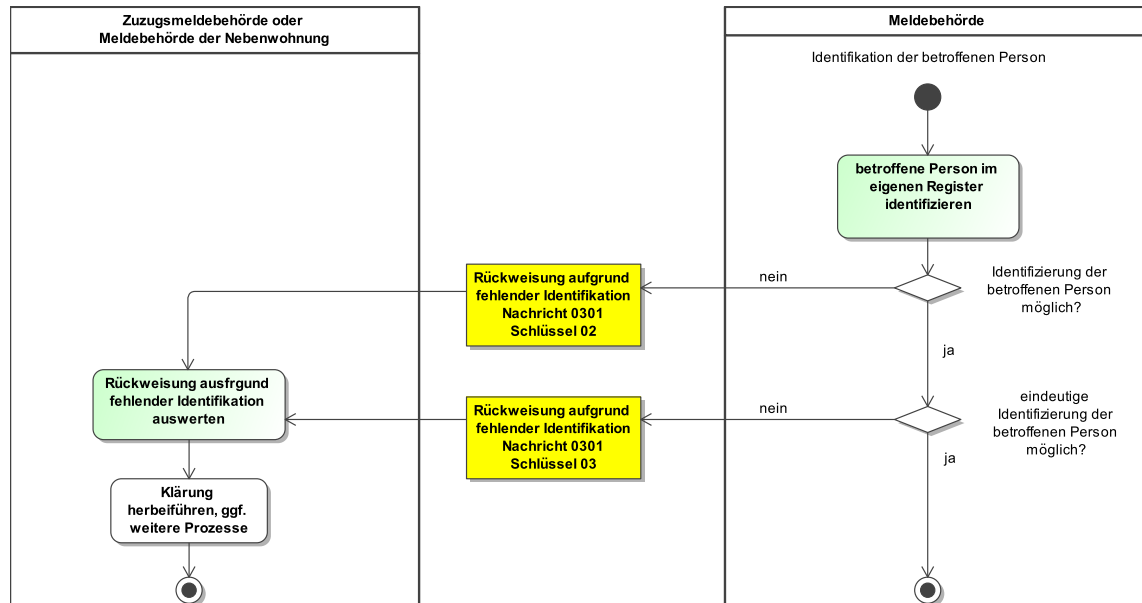 Zuzugsmeldebehörde oder
Meldebehörde der Nebenwohnung
Meldebehörde
Identifikation der betroffenen Person
betroffene Person im
eigenen Register
identifizieren
Identifizierung der
betroffenen Person
möglich?
nein
Rückweisung aufgrund
fehlender Identifikation
Nachricht 0301
Schlüssel 02
ja
eindeutige
Identifizierung der
betroffenen Person
möglich?
nein
Rückweisung aufgrund
fehlender Identifikation
Nachricht 0301
Schlüssel 03
ja
Rückweisung ausfrgund
fehlender Identifikation
auswerten
Klärung
herbeiführen, ggf.
weitere Prozesse